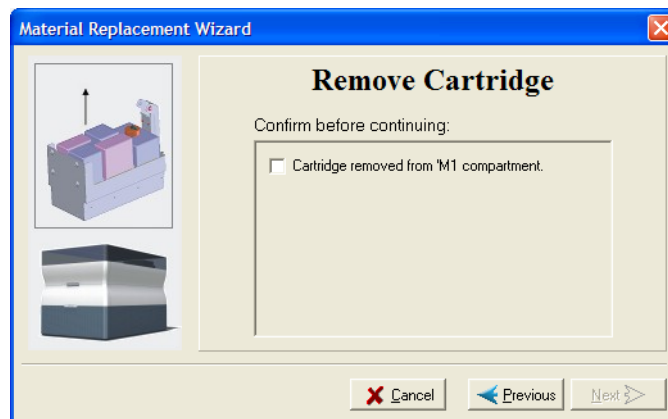 Material Replacement Wizard
Remove Cartridge
Confirm before continuing:
Cartridge removed from 'M1 compartment.
Cancel
Previous
Next